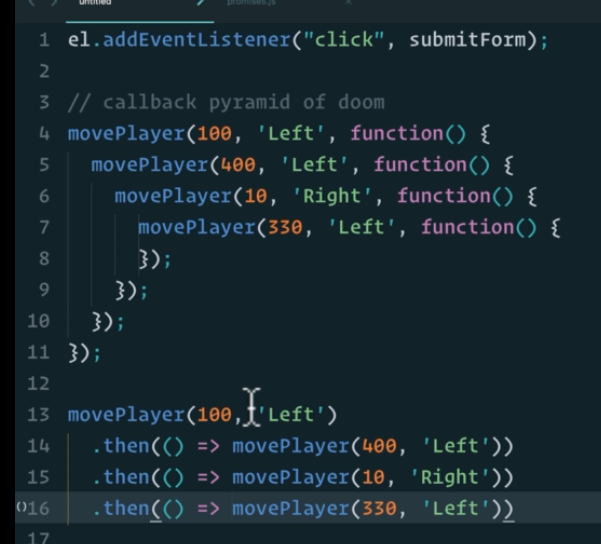 untitled
promises.js
1 el.addEventListener("click", submitForm);
2
3 // callback pyramid of doom
4 movePlayer(100, 'Left', function() {
5   movePlayer(400, 'Left', function() {
6     movePlayer(10, 'Right', function() {
7       movePlayer(330, 'Left', function() {
8       });
9     });
10   });
11 });
12
13 movePlayer(100, 'Left')
14   .then(() => movePlayer(400, 'Left'))
15   .then(() => movePlayer(10, 'Right'))
16   .then(() => movePlayer(330, 'Left'))
17